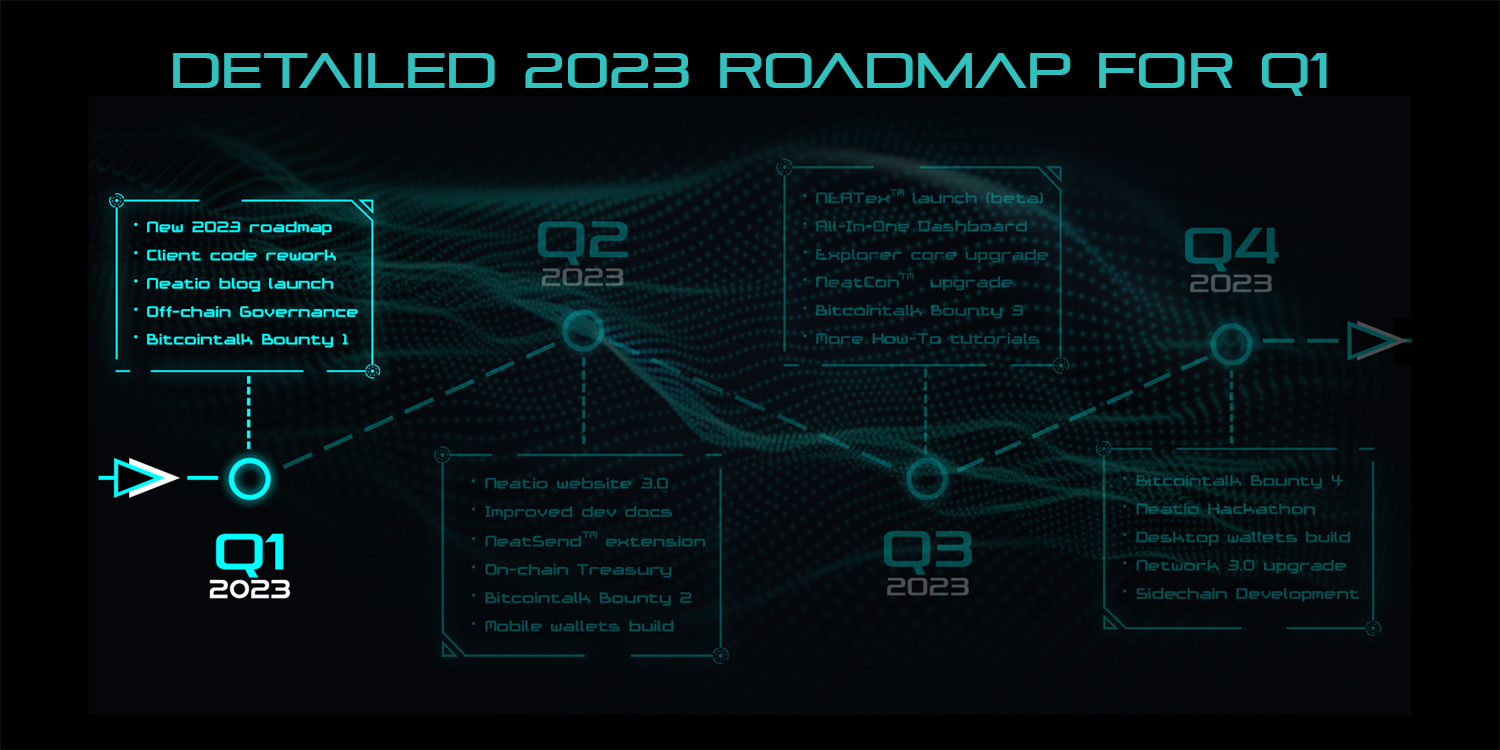 DETAILED 2023 ROADMAP FOR Q1
• New 2023 roadmap
• Client code rework
• Neatio blog launch
• Off-chain Governance
• Bitcointalk Bounty 1
Q1
2023
Q2
2023
• Neatio website 3.0
• Improved dev docs
• NeatSend™ extension
• On-chain Treasury
• Bitcointalk Bounty 2
• Mobile wallets build
• NEATex™ launch (beta)
• All-In-One Dashboard
• Explorer core upgrade
• NeatCon™ upgrade
• Bitcointalk Bounty 3
• More How-To tutorials
Q3
2023
Q4
2023
• Bitcointalk Bounty 4
• Neatio Hackathon
• Desktop wallets build
• Network 3.0 upgrade
• Sidechain Development